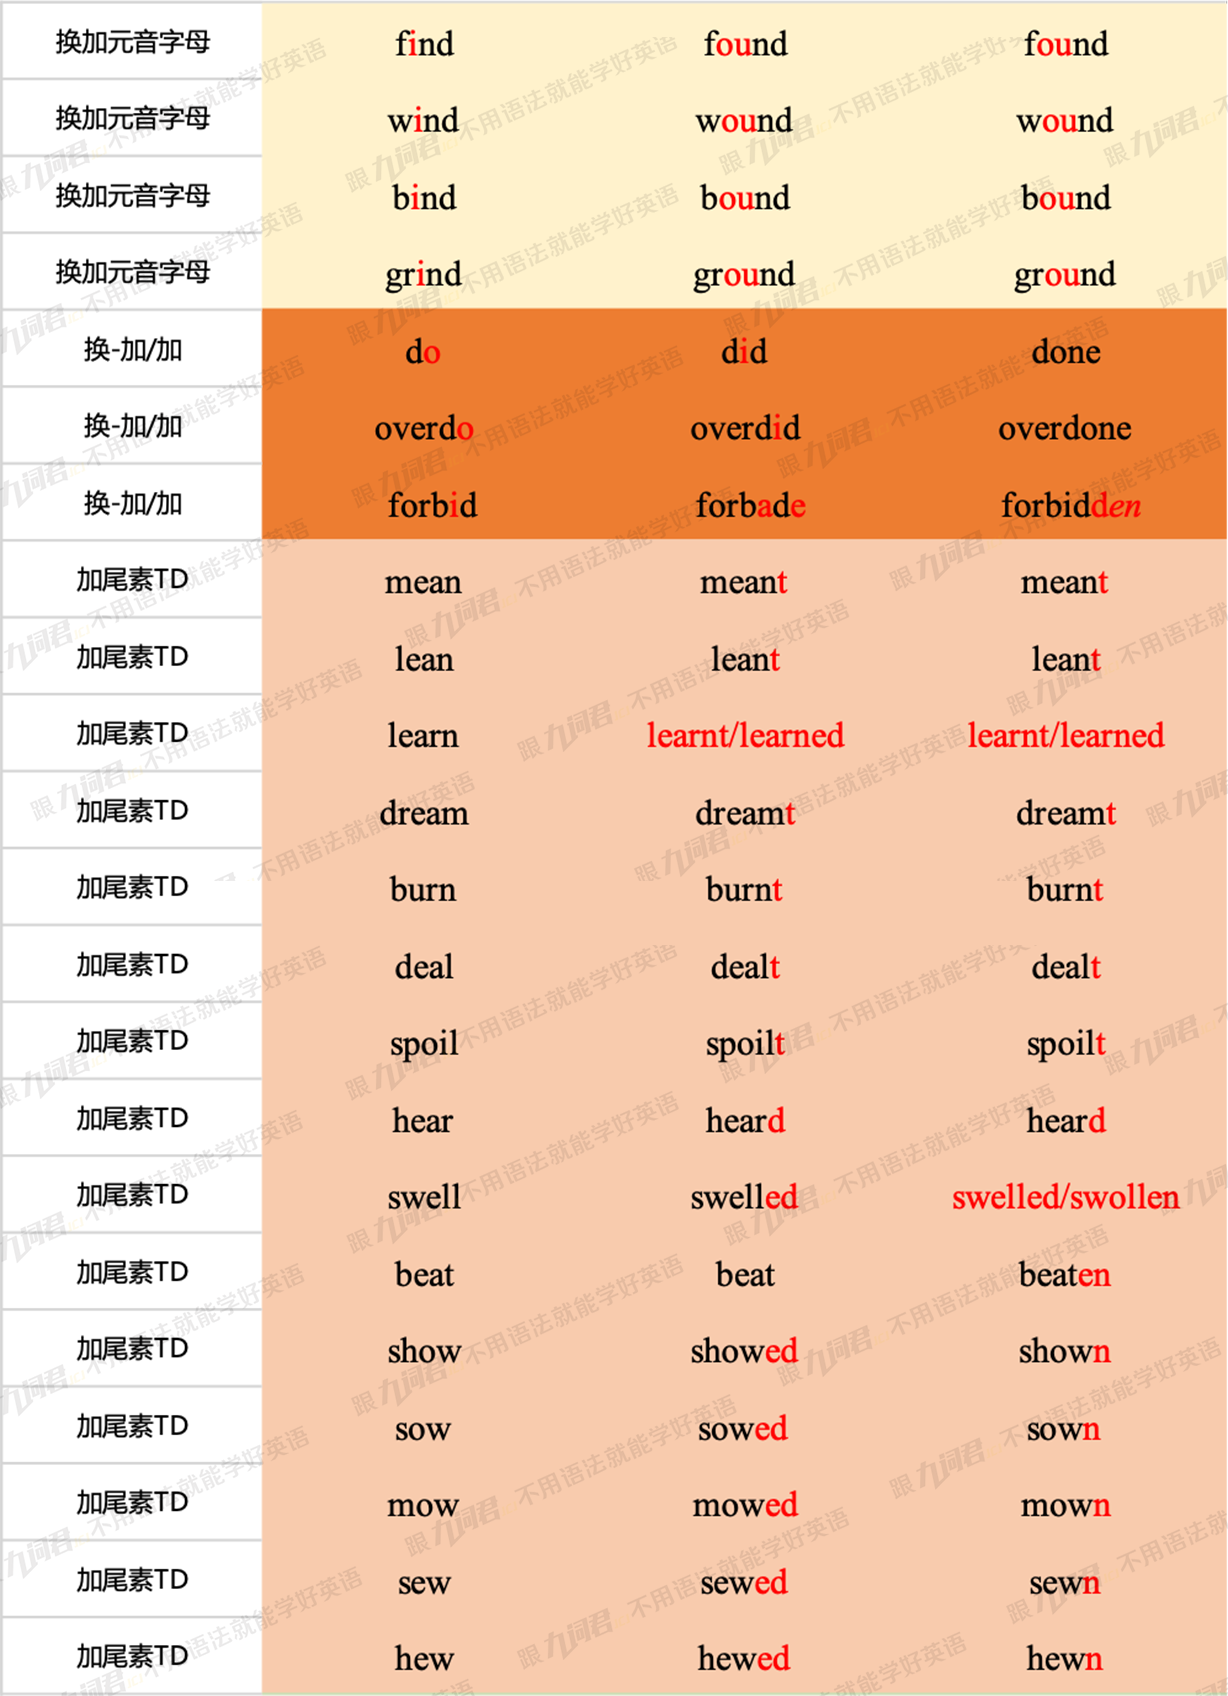 换加元音字母 find found found
换加元音字母 wind wound wound
换加元音字母 bind bound bound
换加元音字母 grind ground ground
换-加/加 do did done
换-加/加 overdo overdid overdone
换-加/加 forbid forbade forbidden
加尾素TD mean meant meant
加尾素TD lean leant leant
加尾素TD learn learnt/learned learnt/learned
加尾素TD dream dreamt dreamt
加尾素TD burn burnt burnt
加尾素TD deal dealt dealt
加尾素TD spoil spoilt spoilt
加尾素TD hear heard heard
加尾素TD swell swelled swelled/swollen
加尾素TD beat beat beaten
加尾素TD show showed shown
加尾素TD sow sowed sown
加尾素TD mow mowed mown
加尾素TD sew sewed sewn
加尾素TD hew hewed hewn
跟九词君 不用语法就能学好英语